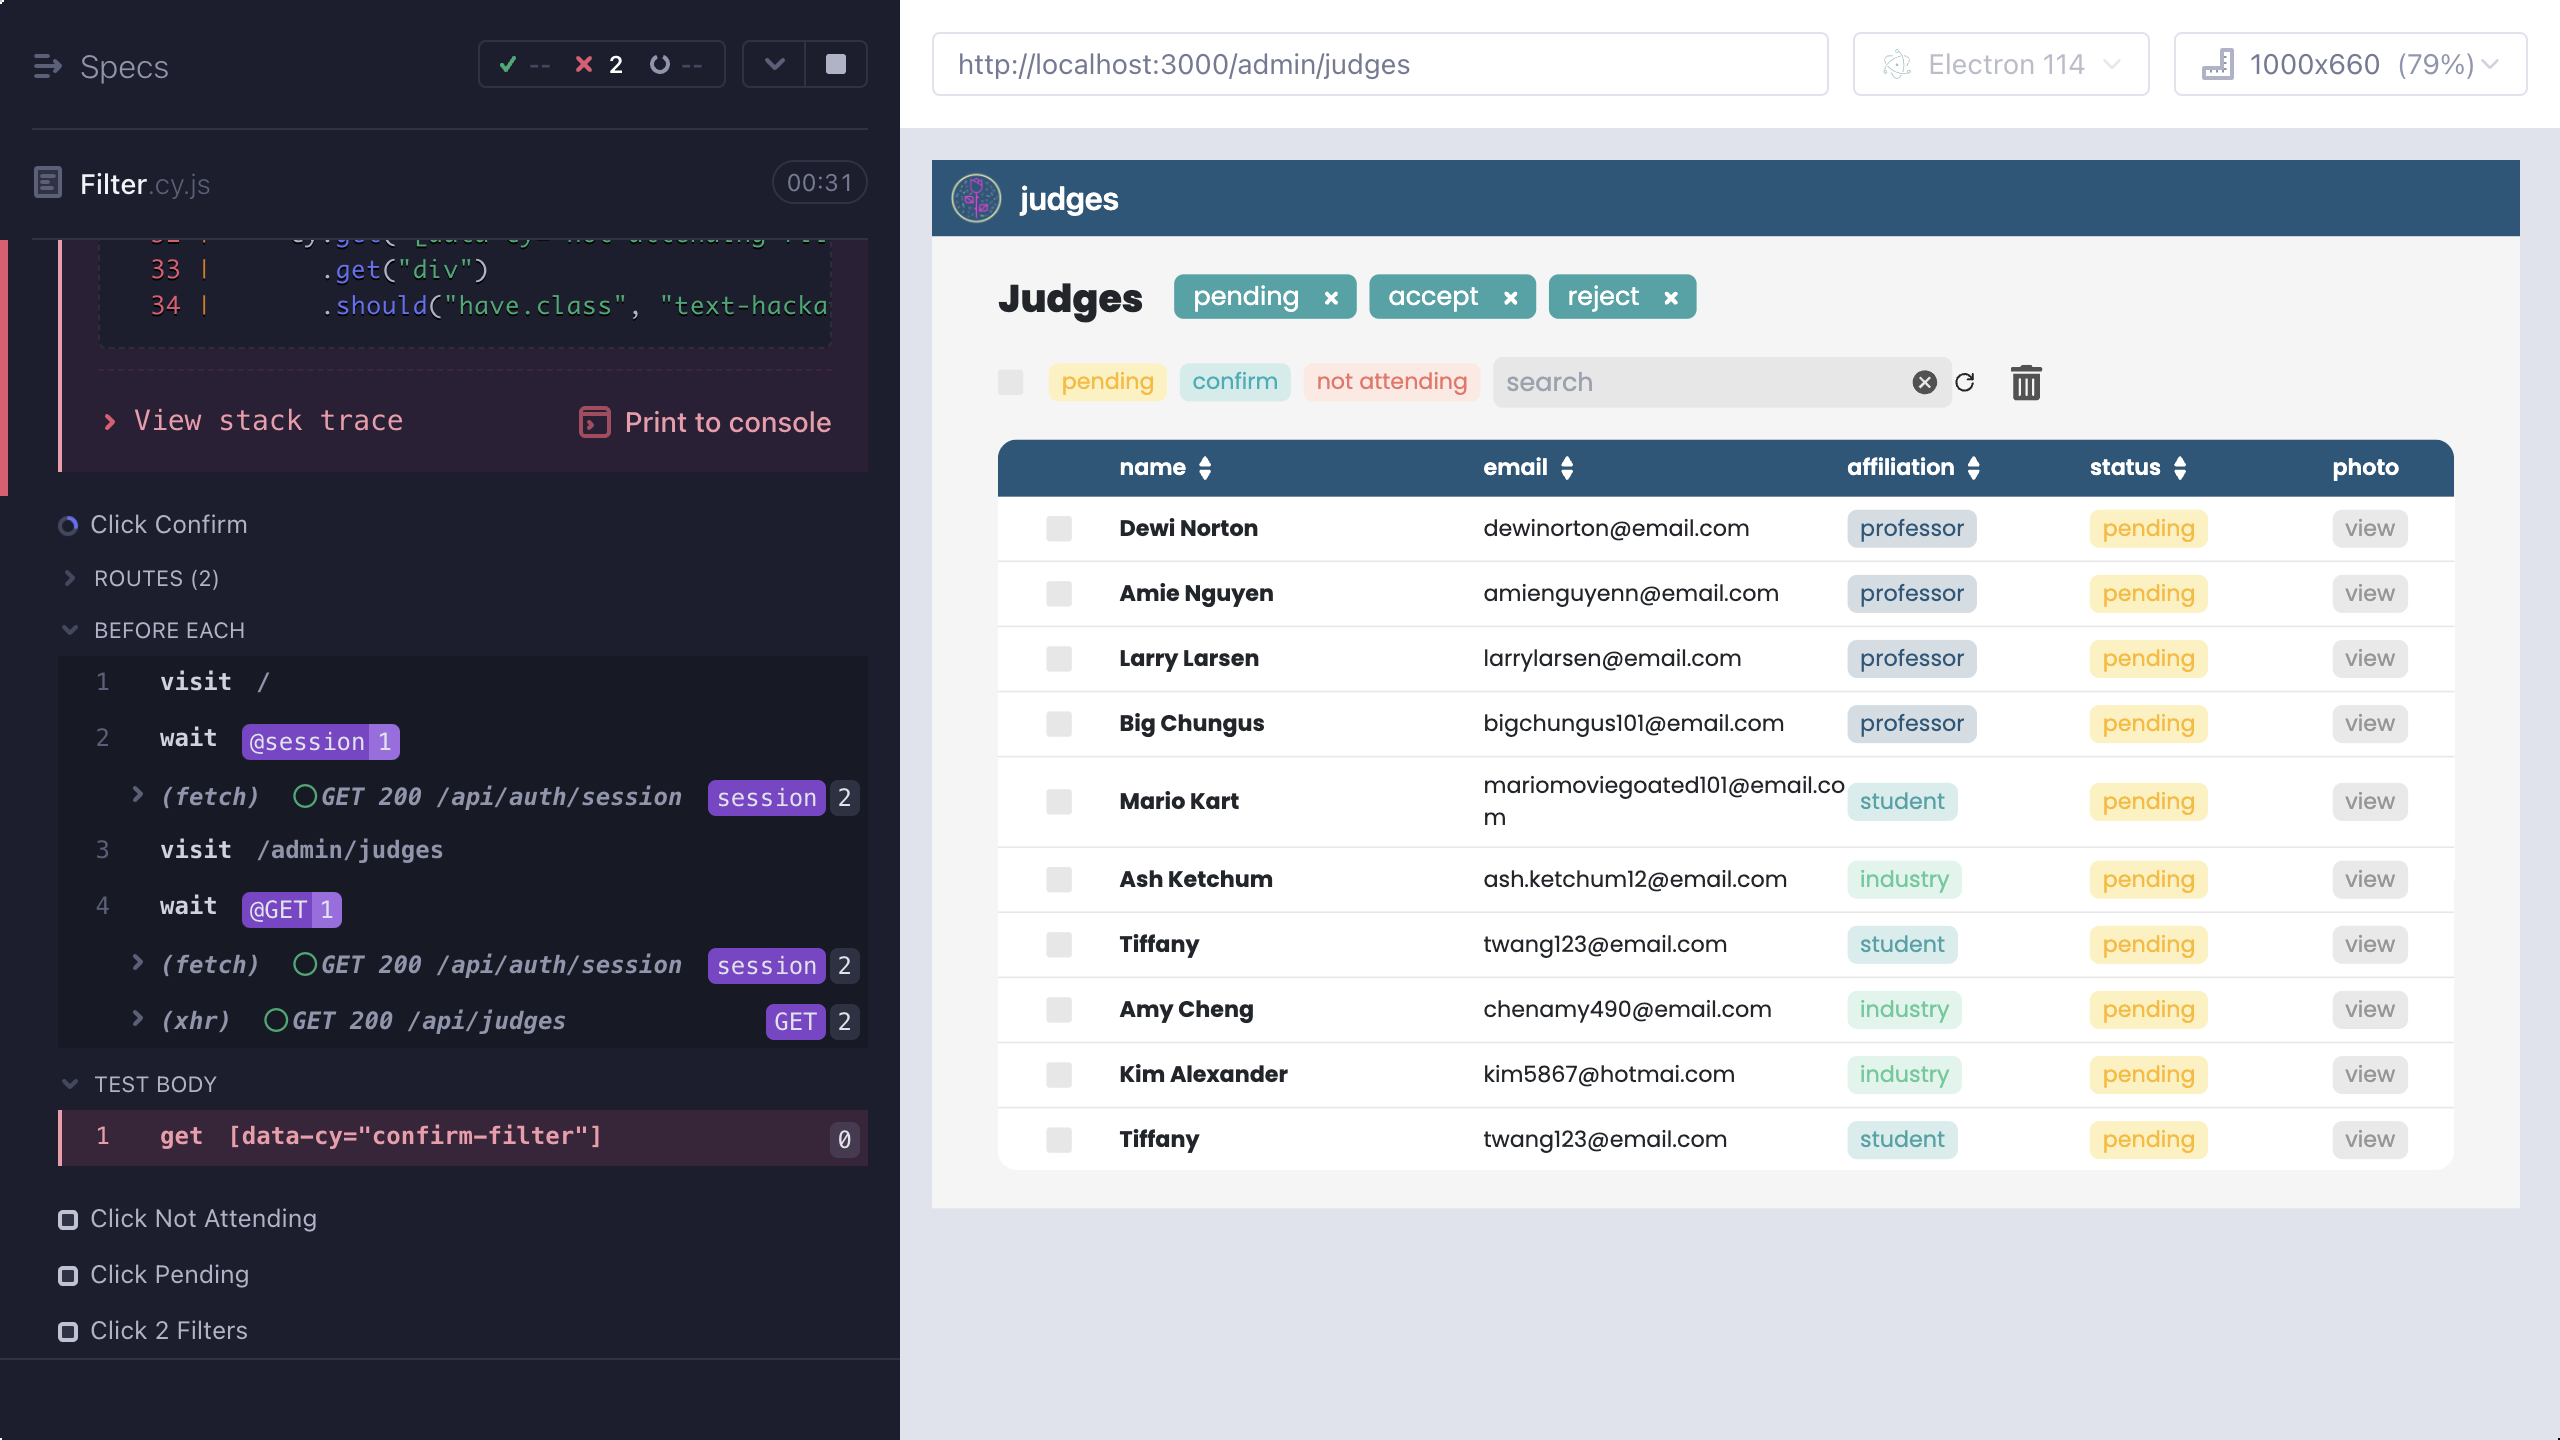 Specs
-- 2 --
Filter.cy.js 00:31
33 | .get("div")
34 | .should("have.class", "text-hacka
View stack trace
Print to console
Click Confirm
ROUTES (2)
BEFORE EACH
1 visit /
2 wait @session 1
(fetch) GET 200 /api/auth/session session 2
3 visit /admin/judges
4 wait @GET 1
(fetch) GET 200 /api/auth/session session 2
(xhr) GET 200 /api/judges GET 2
TEST BODY
1 get [data-cy="confirm-filter"] 0
Click Not Attending
Click Pending
Click 2 Filters
http://localhost:3000/admin/judges
Electron 114
1000x660 (79%)
judges
Judges pending × accept × reject ×
pending confirm not attending search
name email affiliation status photo
Dewi Norton dewinorton@email.com professor pending view
Amie Nguyen amienguyenn@email.com professor pending view
Larry Larsen larrylarsen@email.com professor pending view
Big Chungus bigchungus101@email.com professor pending view
Mario Kart mariomoviegoated101@email.co student pending view
m
Ash Ketchum ash.ketchum12@email.com industry pending view
Tiffany twang123@email.com student pending view
Amy Cheng chenamy490@email.com industry pending view
Kim Alexander kim5867@hotmai.com industry pending view
Tiffany twang123@email.com student pending view